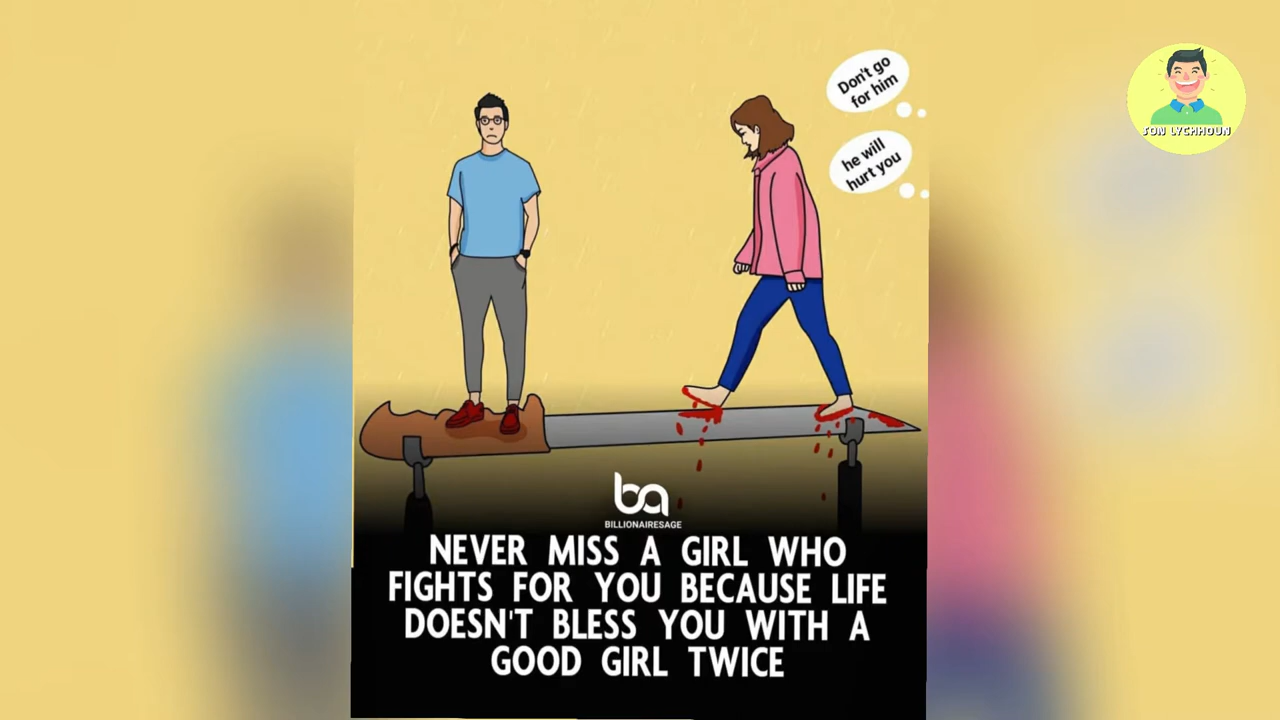 Don't go
for him
he will
hurt you
SON LYCHHOUN
ba
BILLIONAIRESAGE
NEVER MISS A GIRL WHO
FIGHTS FOR YOU BECAUSE LIFE
DOESN'T BLESS YOU WITH A
GOOD GIRL TWICE